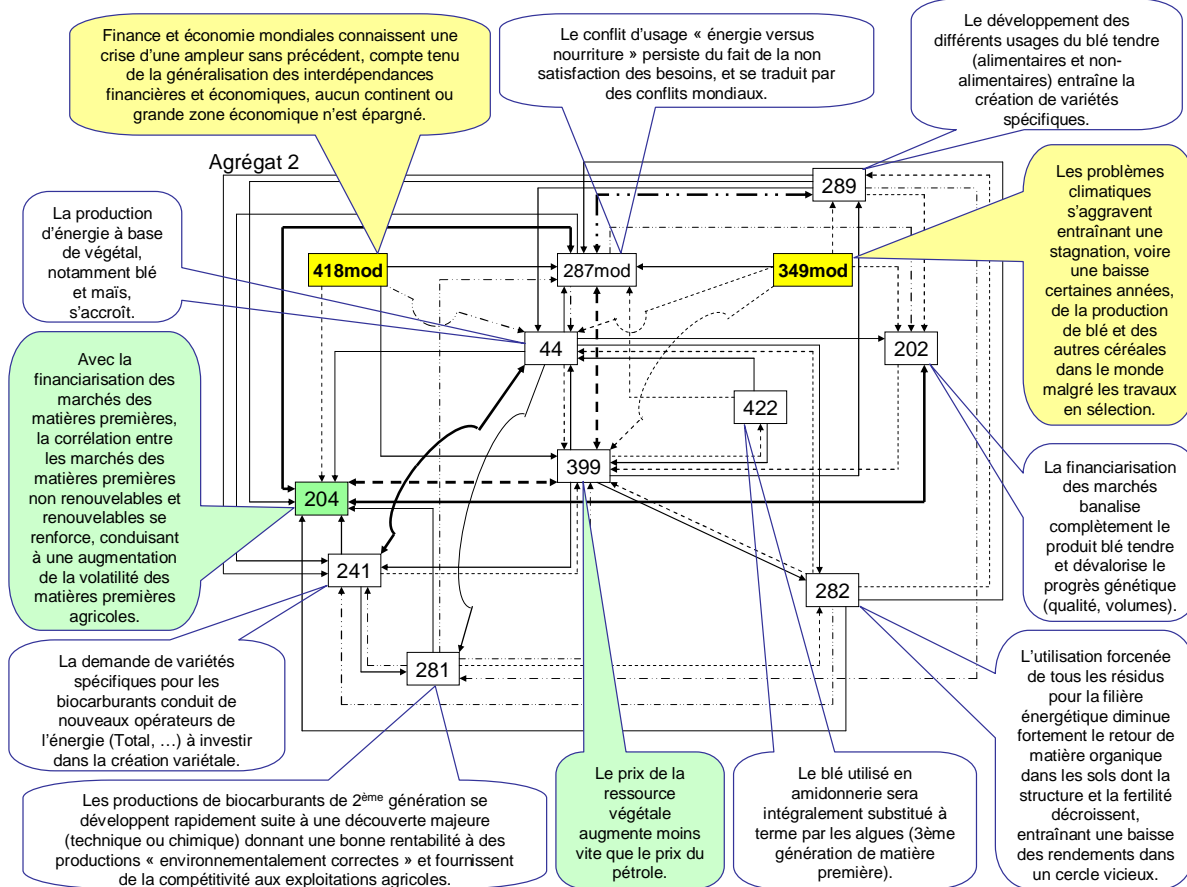 Finance et économie mondiales connaissent une
crise d'une ampleur sans précédent, compte tenu
de la généralisation des interdépendances
financières et économiques, aucun continent ou
grande zone économique n'est épargné.
Le conflit d'usage « énergie versus
nourriture » persiste du fait de la non
satisfaction des besoins, et se traduit par
des conflits mondiaux.
Le développement des
différents usages du blé tendre
(alimentaires et non-
alimentaires) entraîne la
création de variétés
spécifiques.
Agrégat 2
La production
d'énergie à base
de végétal,
notamment blé
et maïs,
s'accroît.
Les problèmes
climatiques
s'aggravent
entraînant une
stagnation, voire
une baisse
certaines années,
de la production
de blé et des
autres céréales
dans le monde
malgré les travaux
en sélection.
289
418mod
287mod
349mod
44
202
422
399
204
241
282
281
Avec la
financiarisation des
marchés des
matières premières,
la corrélation entre
les marchés des
matières premières
non renouvelables et
renouvelables se
renforce, conduisant
à une augmentation
de la volatilité des
matières premières
agricoles.
La financiarisation
des marchés
banalise
complètement le
produit blé tendre
et dévalorise le
progrès génétique
(qualité, volumes).
La demande de variétés
spécifiques pour les
biocarburants conduit de
nouveaux opérateurs de
l'énergie (Total, …) à investir
dans la création variétale.
Les productions de biocarburants de 2ème génération se
développent rapidement suite à une découverte majeure
(technique ou chimique) donnant une bonne rentabilité à des
productions « environnementalement correctes » et fournissent
de la compétitivité aux exploitations agricoles.
Le prix de la
ressource
végétale
augmente moins
vite que le prix du
pétrole.
Le blé utilisé en
amidonnerie sera
intégralement substitué à
terme par les algues (3ème
génération de matière
première).
L'utilisation forcenée
de tous les résidus
pour la filière
énergétique diminue
fortement le retour de
matière organique
dans les sols dont la
structure et la fertilité
décroissent,
entraînant une baisse
des rendements dans
un cercle vicieux.